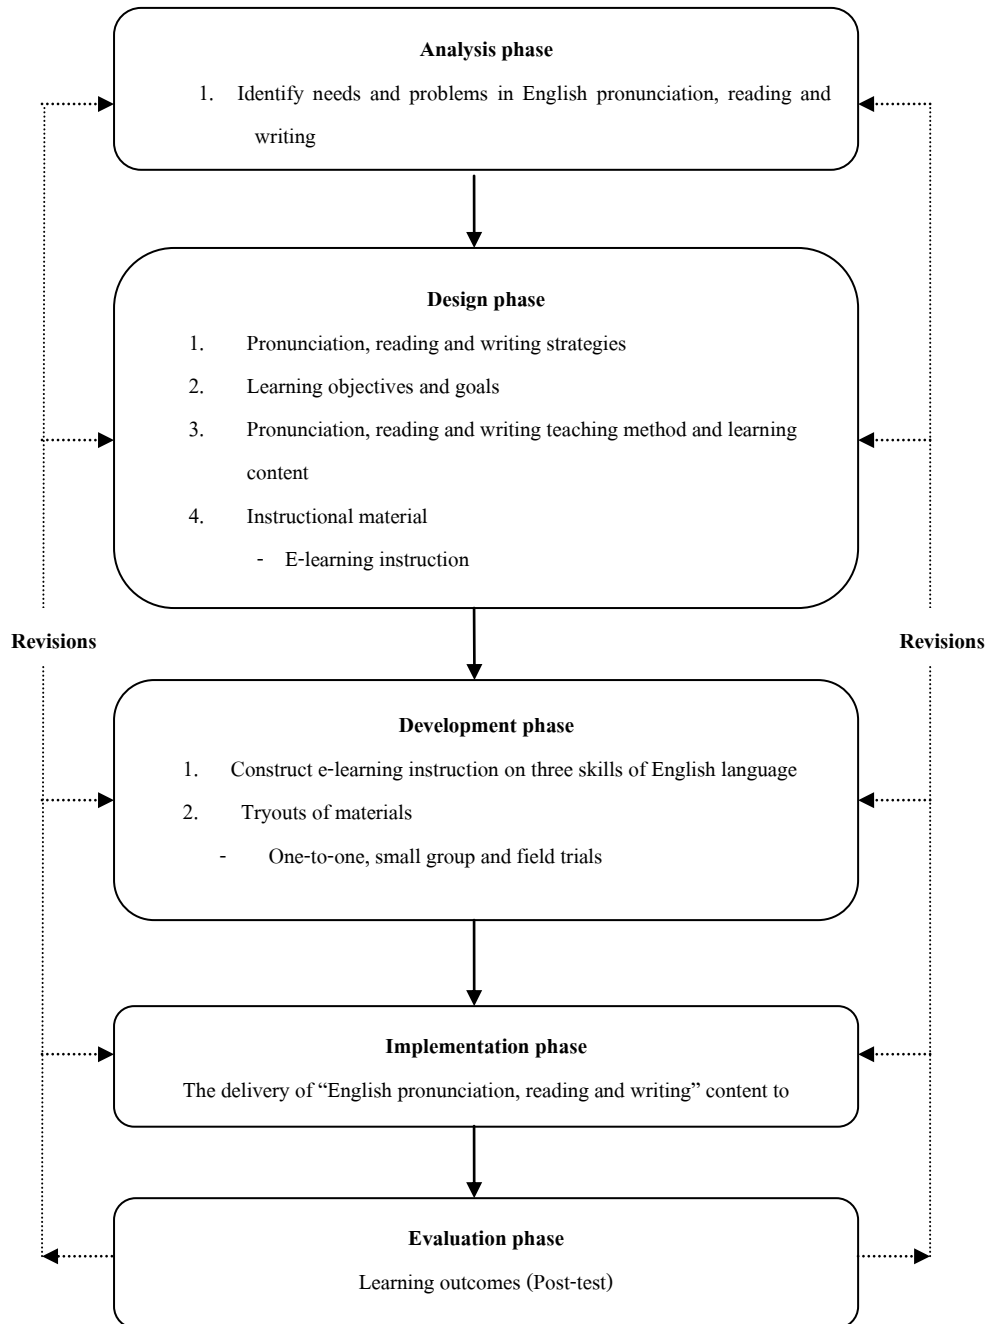 Analysis phase
1. Identify needs and problems in English pronunciation, reading and
writing
Design phase
1. Pronunciation, reading and writing strategies
2. Learning objectives and goals
3. Pronunciation, reading and writing teaching method and learning
content
4. Instructional material
- E-learning instruction
Revisions
Revisions
Development phase
1. Construct e-learning instruction on three skills of English language
2. Tryouts of materials
- One-to-one, small group and field trials
Implementation phase
The delivery of “English pronunciation, reading and writing” content to
Evaluation phase
Learning outcomes (Post-test)